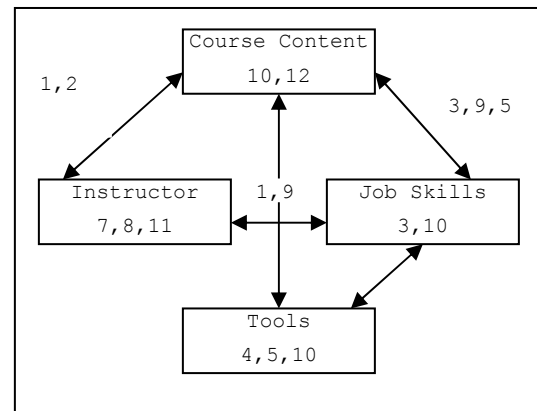 Course Content
10,12
1,2
3,9,5
Instructor
7,8,11
1,9
Job Skills
3,10
Tools
4,5,10